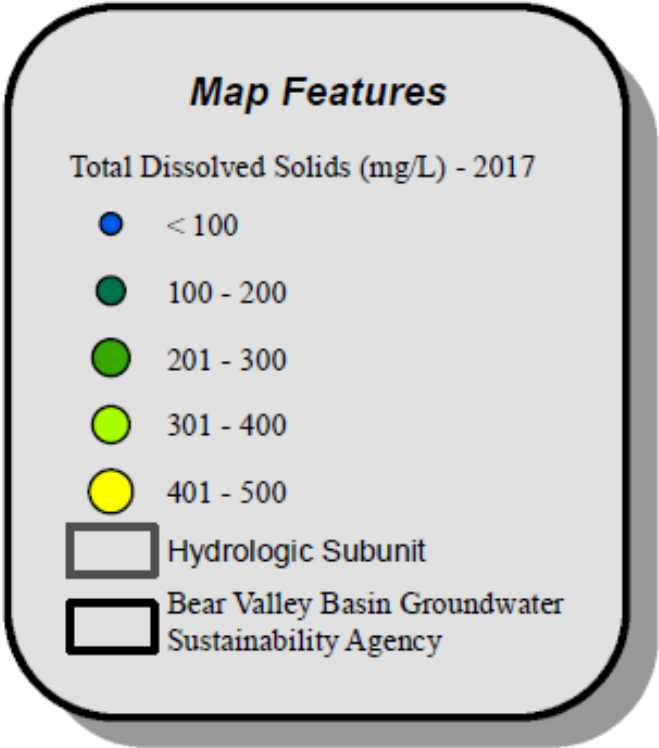 Map Features
Total Dissolved Solids (mg/L) - 2017
< 100
100 - 200
201 - 300
301 - 400
401 - 500
Hydrologic Subunit
Bear Valley Basin Groundwater
Sustainability Agency